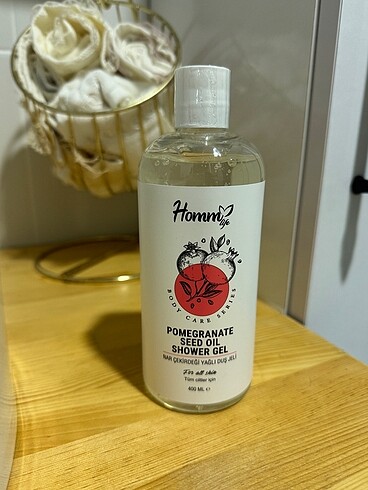 Homm
life
BODY CARE SERIES
POMEGRANATE
SEED OIL
SHOWER GEL
NAR ÇEKİRDEĞİ YAĞLI DUŞ JELİ
For all skin
Tüm ciltler için
400 ML ℮